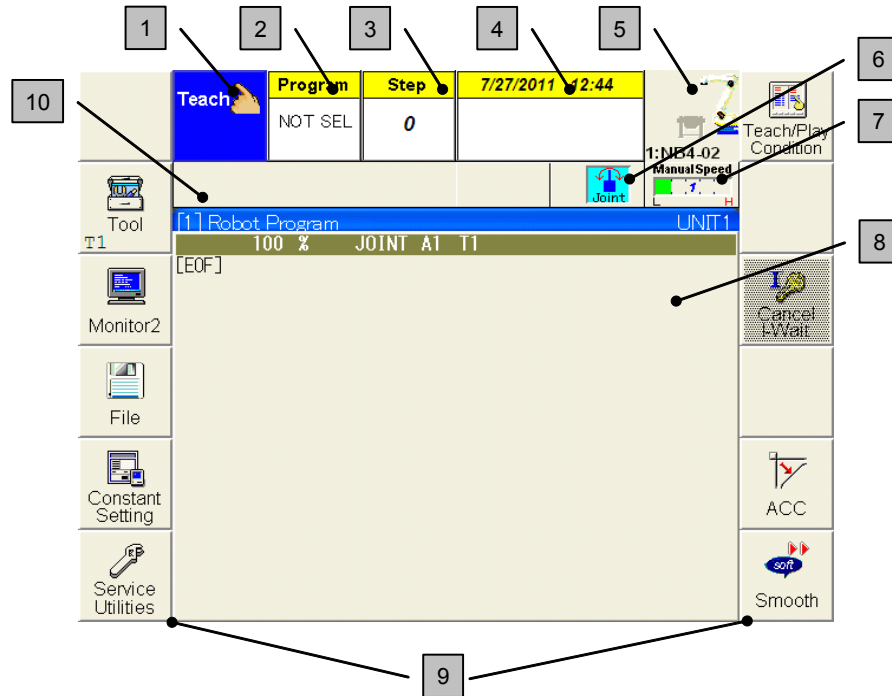 1
2
3
4
5
6
7
8
9
10
Teach
Program
NOT SEL
Step
0
7/27/2011 12:44
1:NB4-02
Manual Speed
1
L
H
Joint
Teach/Play
Condition
Tool
T1
Monitor2
File
Constant
Setting
Service
Utilities
[1] Robot Program
UNIT1
100 % JOINT A1 T1
[EOF]
I
Cancel
I-Wait
ACC
soft
Smooth